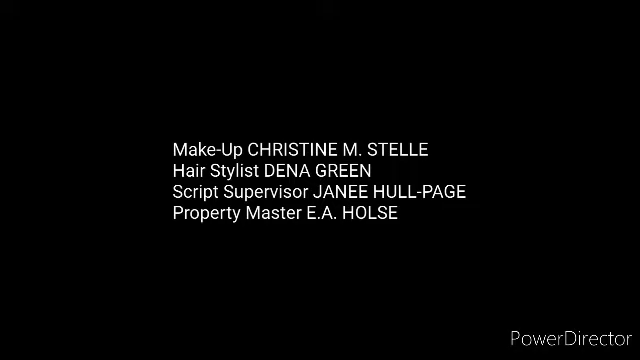 Make-Up CHRISTINE M. STELLE
Hair Stylist DENA GREEN
Script Supervisor JANEE HULL-PAGE
Property Master E.A. HOLSE
PowerDirector